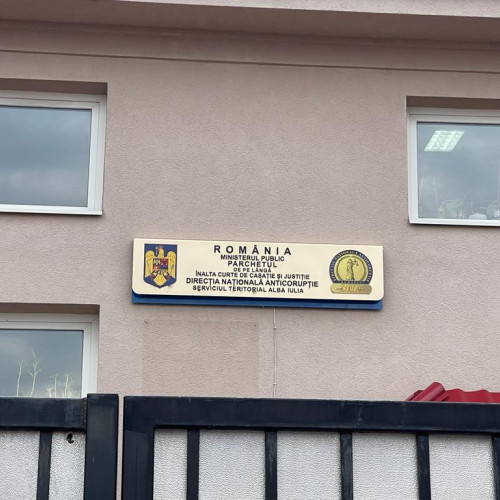 ROMÂNIA
MINISTERUL PUBLIC
PARCHETUL
DE PE LÂNGĂ
ÎNALTA CURTE DE CASAȚIE ȘI JUSTIȚIE
DIRECȚIA NAȚIONALĂ ANTICORUPȚIE
SERVICIUL TERITORIAL ALBA IULIA